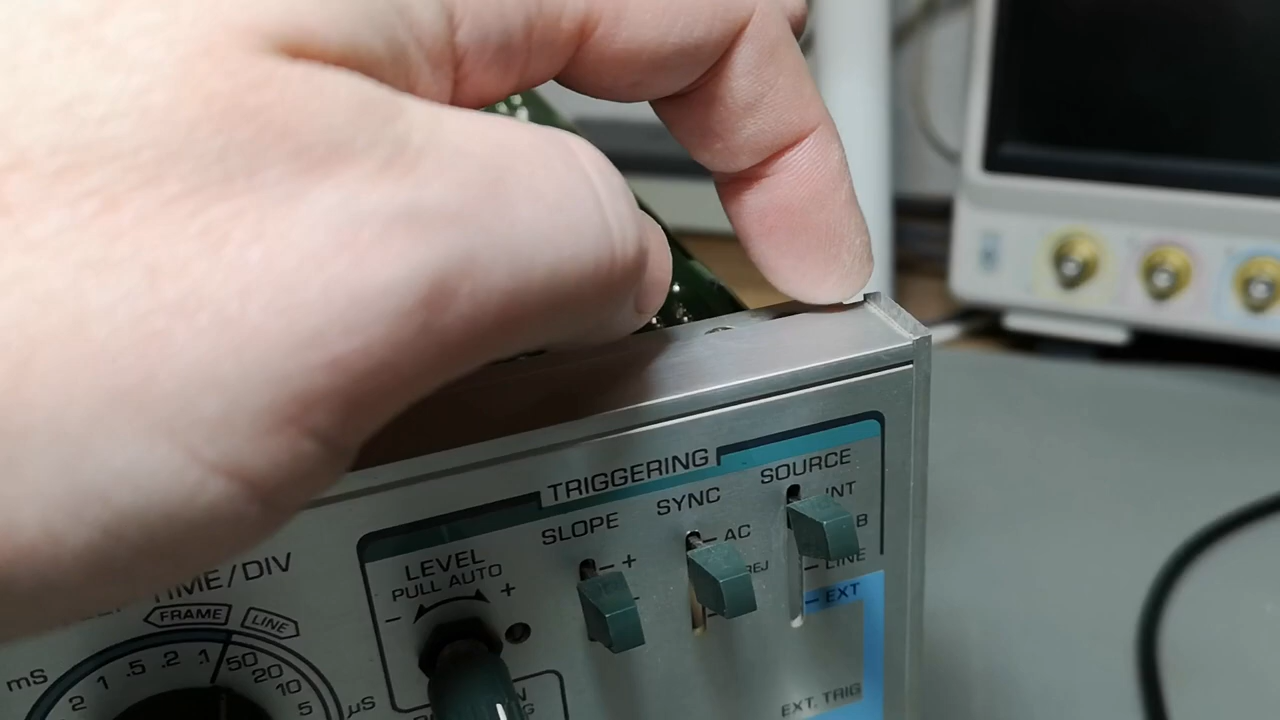 TRIGGERING
SOURCE
SYNC
SLOPE
LEVEL
PULL AUTO
- +
+
-
AC
INT
B
LINE
EXT
TIME/DIV
FRAME LINE
mS 2 1 .5 .2 .1 50 20 10 5 µS
EXT. TRIG